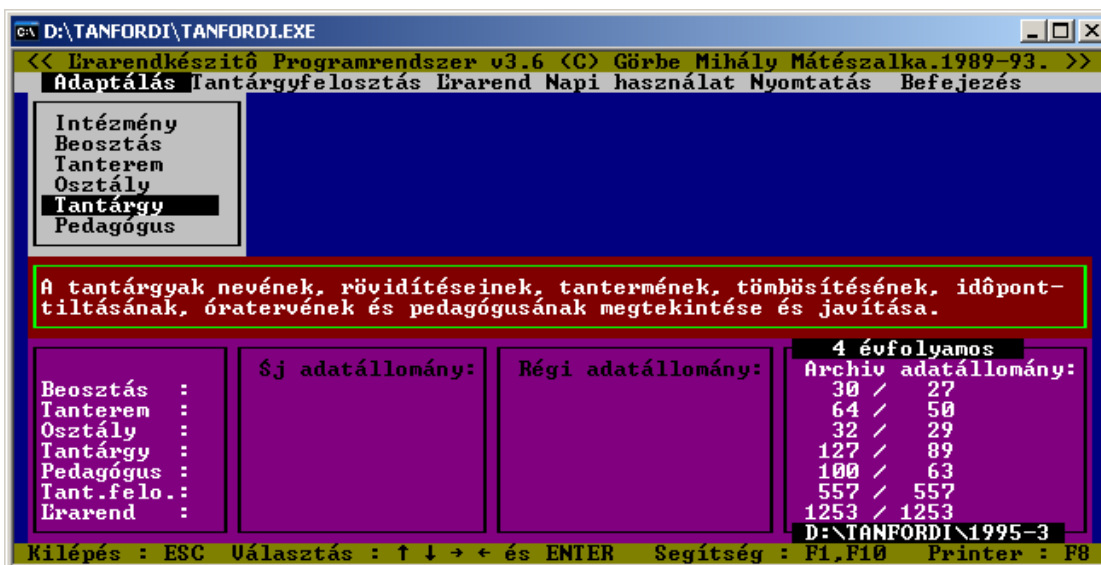 D:\TANFORDI\TANFORDI.EXE
<< Ľrarendkészitô Programrendszer v3.6 (C) Görbe Mihály Mátészalka.1989-93. >>
Adaptálás Tantárgyfelosztás Ľrarend Napi használat Nyomtatás Befejezés
Intézmény
Beosztás
Tanterem
Osztály
Tantárgy
Pedagógus
A tantárgyak nevének, rövidítéseinek, tantermének, tömbösítésének, idôpont-
tiltásának, óratervének és pedagógusának megtekintése és javítása.
4 évfolyamos
Śj adatállomány: Régi adatállomány: Archiv adatállomány:
Beosztás : 30 / 27
Tanterem : 64 / 50
Osztály : 32 / 29
Tantárgy : 127 / 89
Pedagógus : 100 / 63
Tant.felo.: 557 / 557
Ľrarend : 1253 / 1253
D:\TANFORDI\1995-3
Kilépés : ESC Választás : ↑ ↓ → ← és ENTER Segítség : F1,F10 Printer : F8